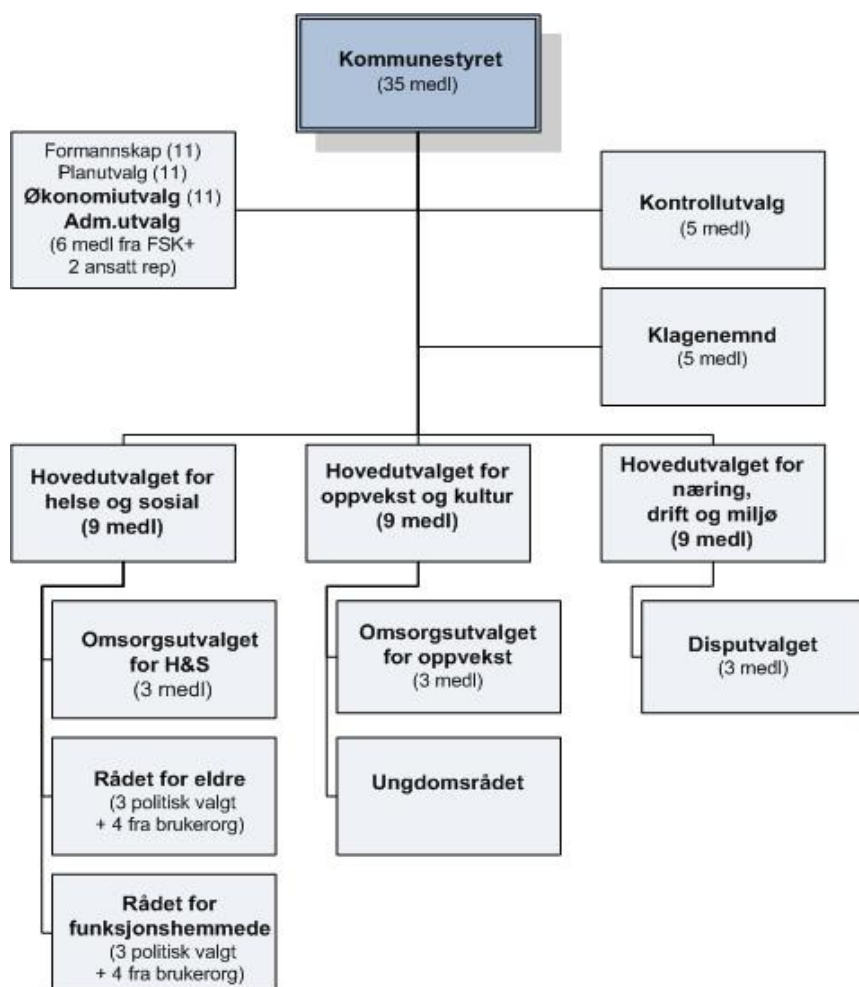 Kommunestyret
(35 medl)
Formannskap (11)
Planutvalg (11)
Økonomiutvalg (11)
Adm.utvalg
(6 medl fra FSK+
2 ansatt rep)
Kontrollutvalg
(5 medl)
Klagenemnd
(5 medl)
Hovedutvalget for
helse og sosial
(9 medl)
Hovedutvalget for
oppvekst og kultur
(9 medl)
Hovedutvalget for
næring,
drift og miljø
(9 medl)
Omsorgsutvalget
for H&S
(3 medl)
Omsorgsutvalget
for oppvekst
(3 medl)
Disputvalget
(3 medl)
Rådet for eldre
(3 politisk valgt
+ 4 fra brukerorg)
Ungdomsrådet
Rådet for
funksjonshemmede
(3 politisk valgt
+ 4 fra brukerorg)